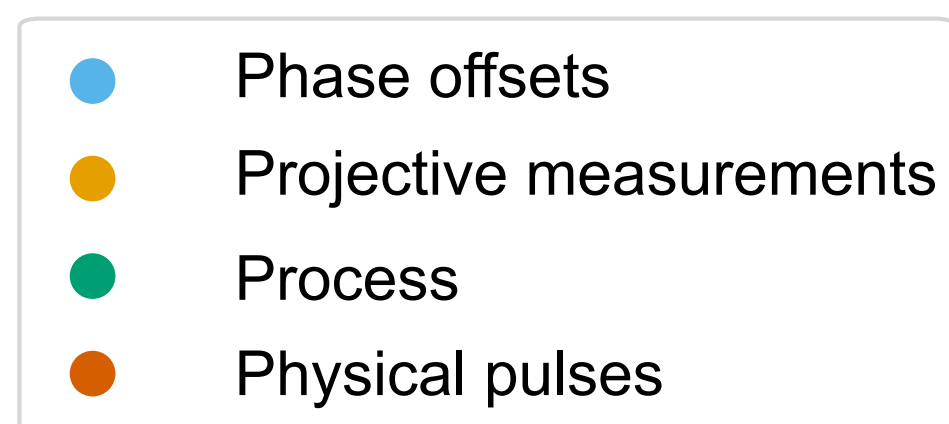 Phase offsets
Projective measurements
Process
Physical pulses